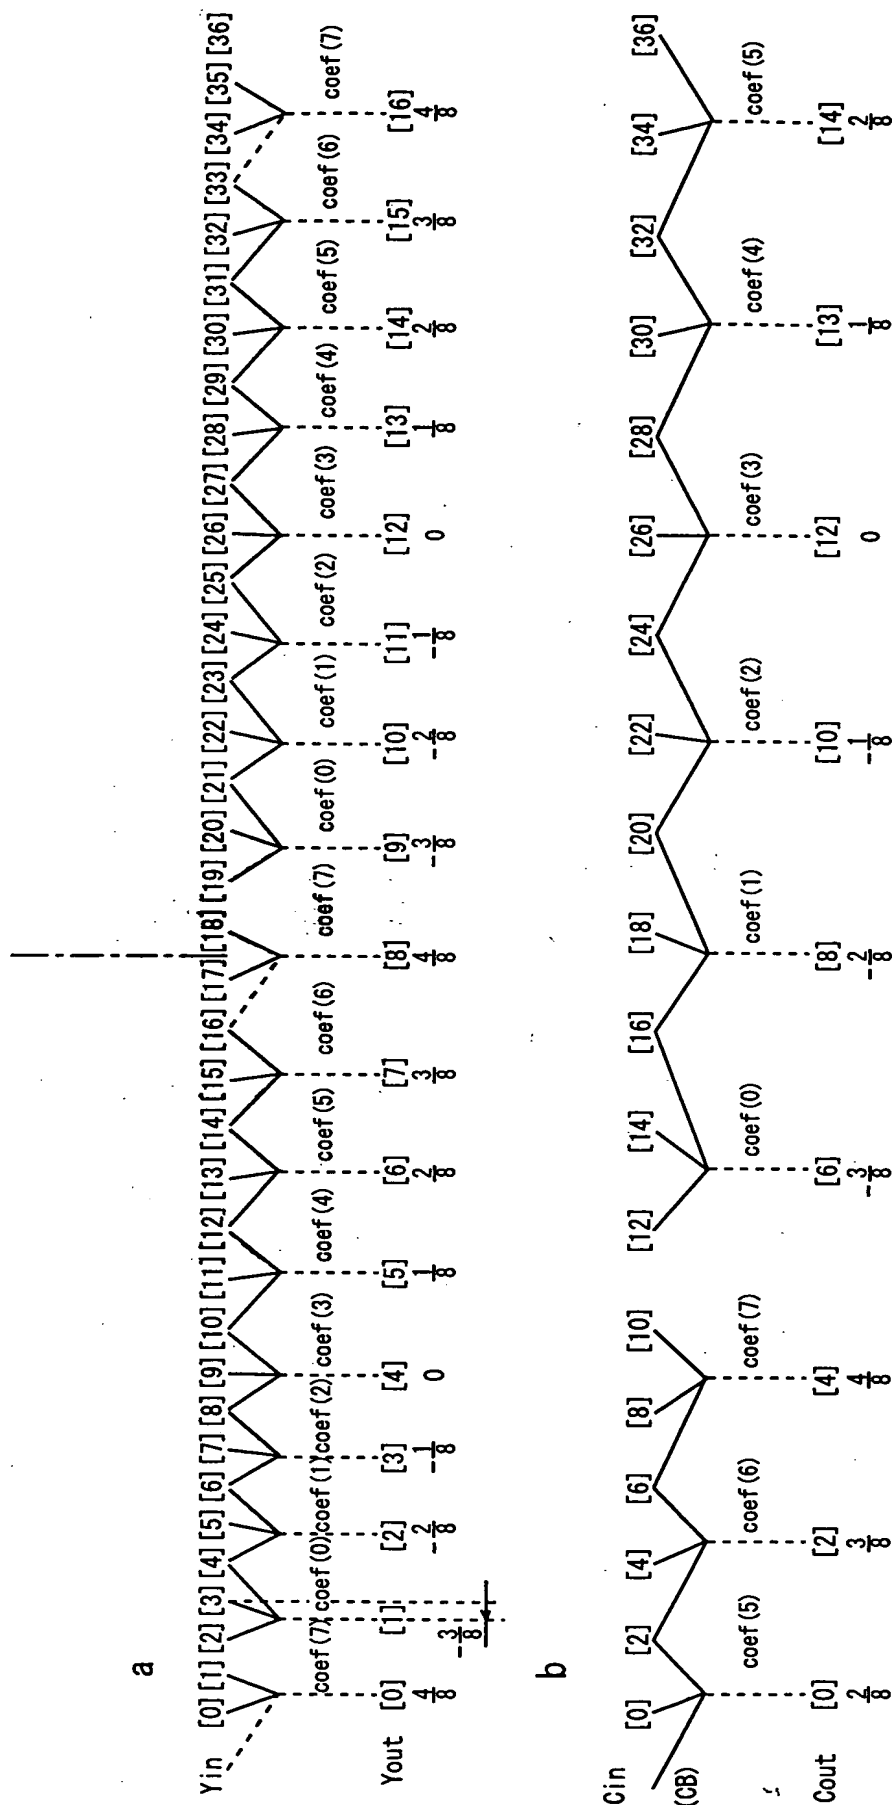 a
Yin [0] [1] [2] [3] [4] [5] [6] [7] [8] [9] [10] [11] [12] [13] [14] [15] [16] [17] [18] [19] [20] [21] [22] [23] [24] [25] [26] [27] [28] [29] [30] [31] [32] [33] [34] [35] [36]
coef(7) coef(0) coef(1) coef(2) coef(3) coef(4) coef(5) coef(6) coef(7) coef(0) coef(1) coef(2) coef(3) coef(4) coef(5) coef(6) coef(7)
Yout [0] [1] [2] [3] [4] [5] [6] [7] [8] [9] [10] [11] [12] [13] [14] [15] [16]
4/8 -3/8 -2/8 -1/8 0 1/8 2/8 3/8 4/8 -3/8 -2/8 -1/8 0 1/8 2/8 3/8 4/8
b
Cin [0] [2] [4] [6] [8] [10] [12] [14] [16] [18] [20] [22] [24] [26] [28] [30] [32] [34] [36]
(CB)
coef(5) coef(6) coef(7) coef(0) coef(1) coef(2) coef(3) coef(4) coef(5)
Cout [0] [2] [4] [6] [8] [10] [12] [13] [14]
2/8 3/8 4/8 -3/8 -2/8 -1/8 0 1/8 2/8